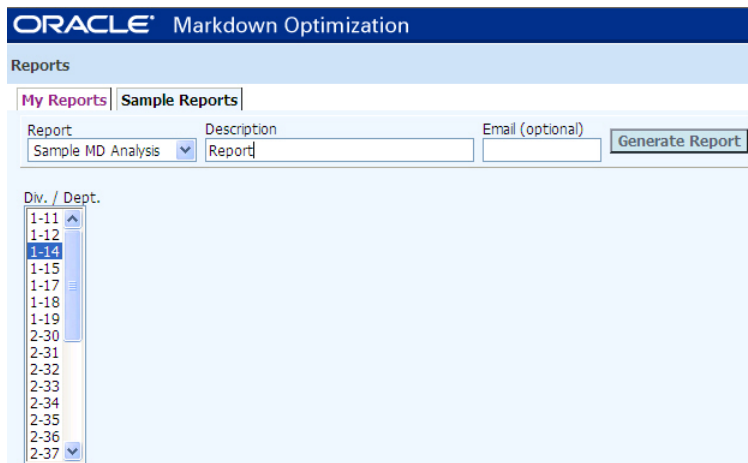 ORACLE Markdown Optimization
Reports
My Reports Sample Reports
Report Description Email (optional)
Sample MD Analysis Report Generate Report
Div. / Dept.
1-11
1-12
1-14
1-15
1-17
1-18
1-19
2-30
2-31
2-32
2-33
2-34
2-35
2-36
2-37